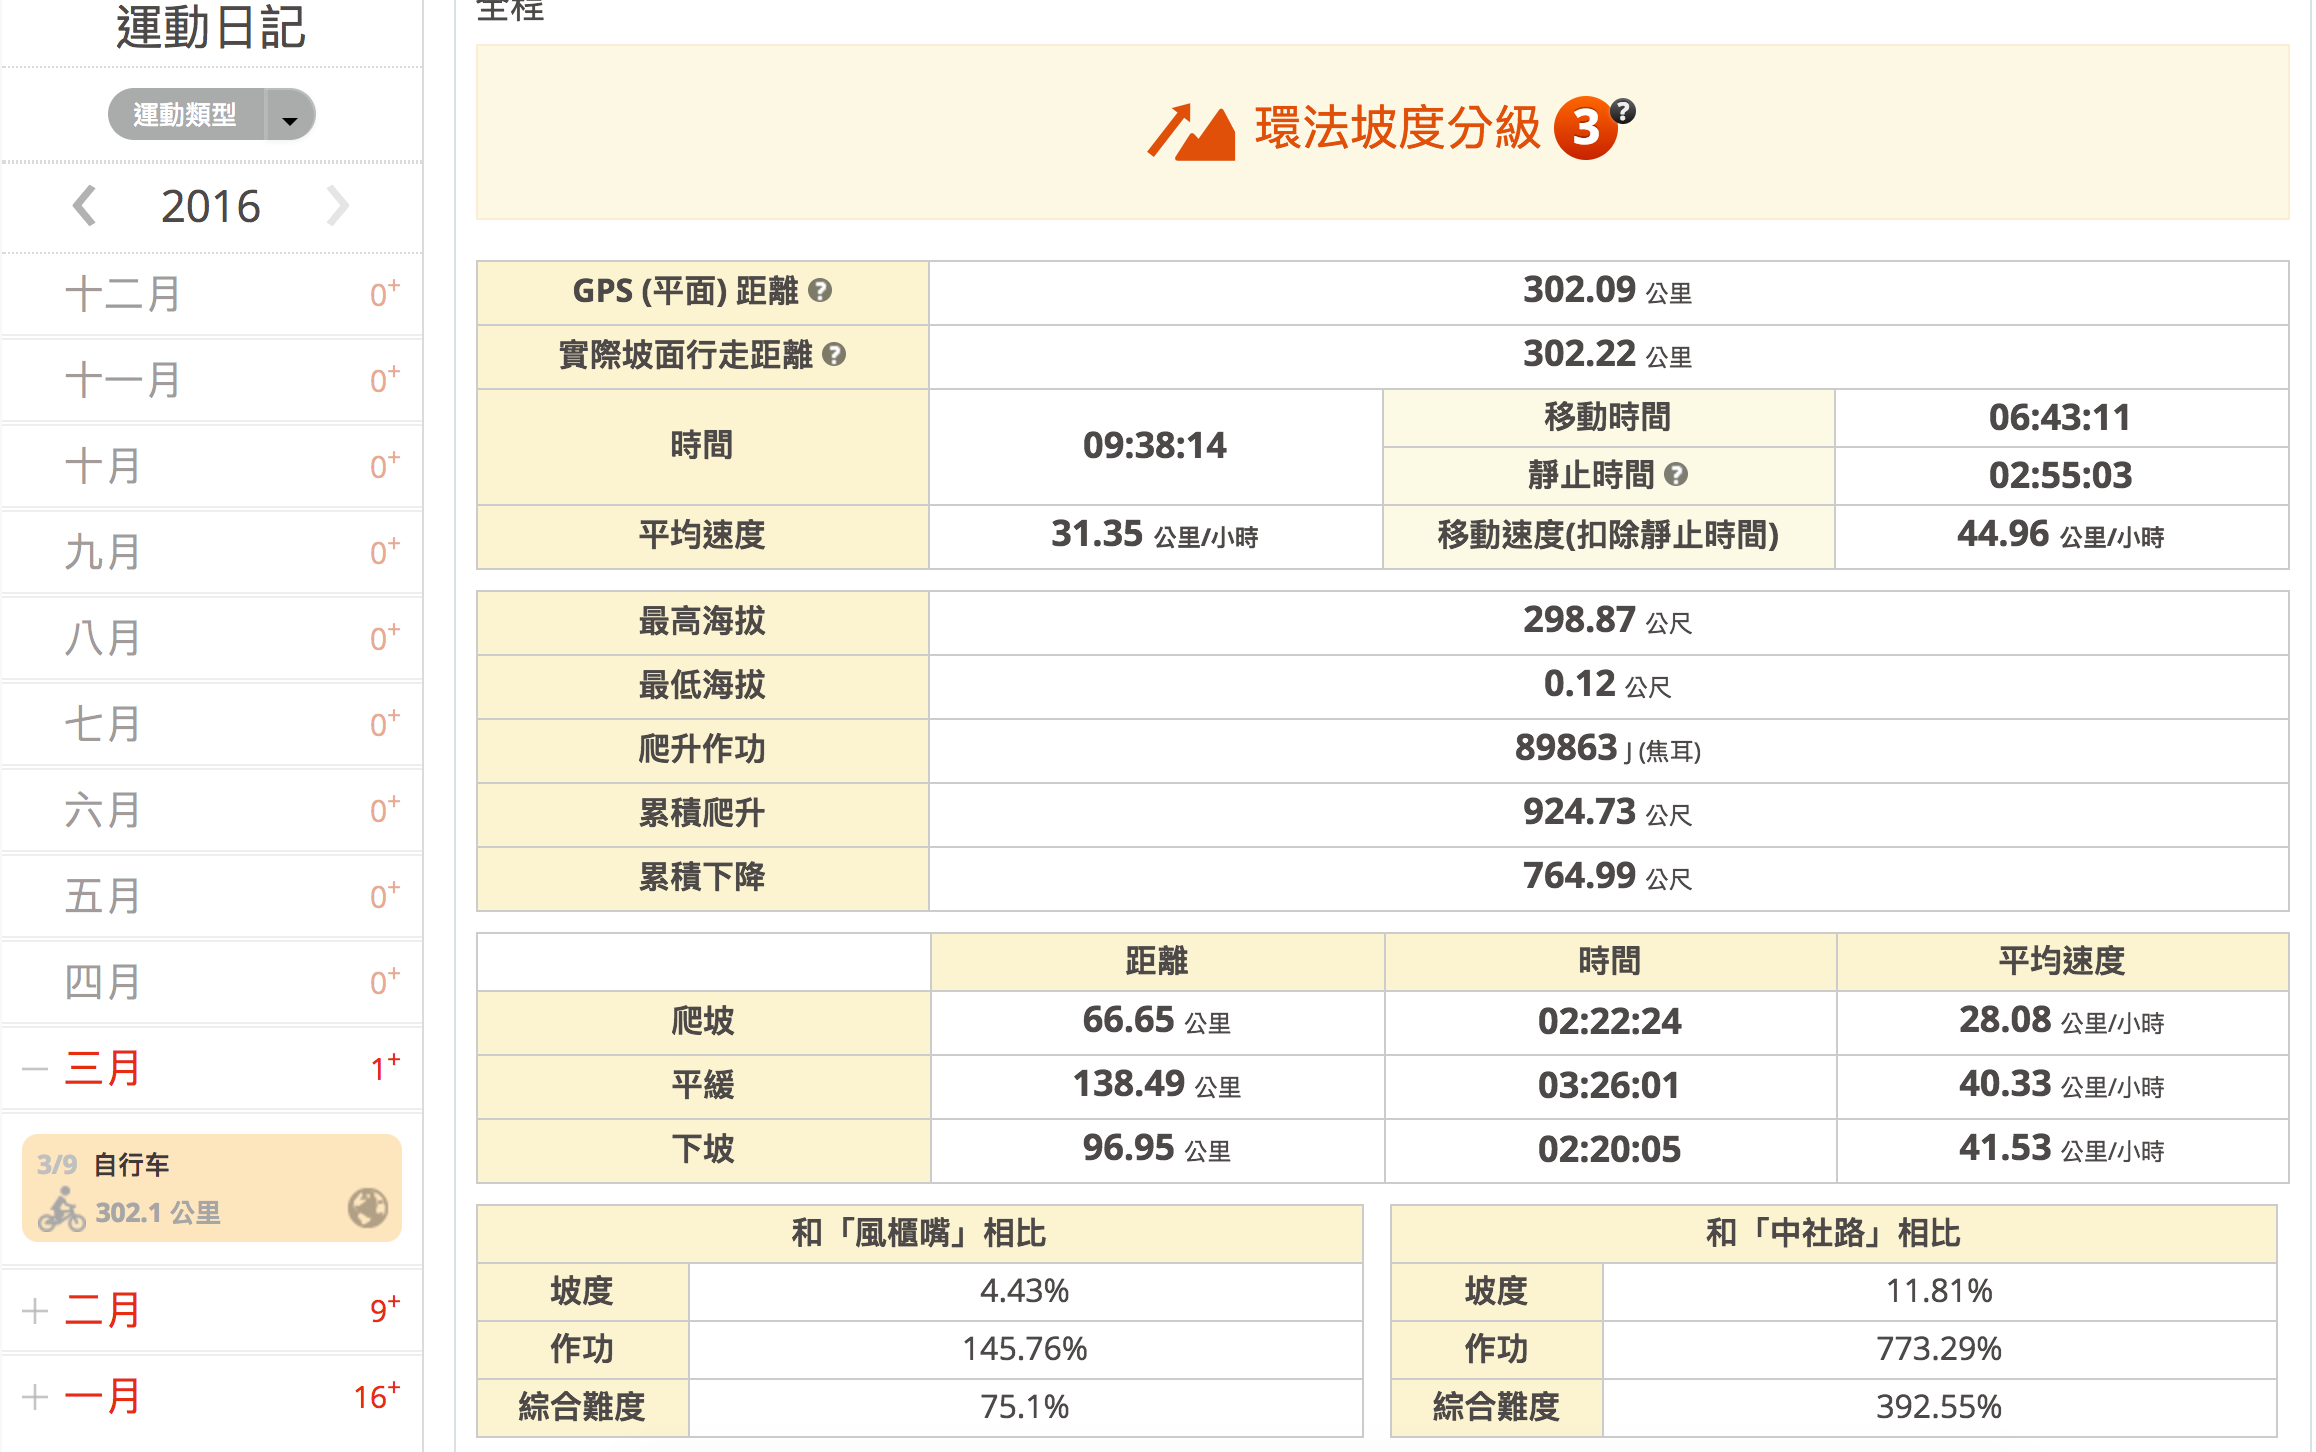 運動日記
運動類型
2016
十二月 0+
十一月 0+
十月 0+
九月 0+
八月 0+
七月 0+
六月 0+
五月 0+
四月 0+
三月 1+
3/9 自行车
302.1 公里
二月 9+
一月 16+
全程
環法坡度分級 3 ?
GPS (平面) 距離 ? 302.09 公里
實際坡面行走距離 ? 302.22 公里
時間 09:38:14 移動時間 06:43:11
靜止時間 ? 02:55:03
平均速度 31.35 公里/小時 移動速度(扣除靜止時間) 44.96 公里/小時
最高海拔 298.87 公尺
最低海拔 0.12 公尺
爬升作功 89863 J (焦耳)
累積爬升 924.73 公尺
累積下降 764.99 公尺
距離 時間 平均速度
爬坡 66.65 公里 02:22:24 28.08 公里/小時
平緩 138.49 公里 03:26:01 40.33 公里/小時
下坡 96.95 公里 02:20:05 41.53 公里/小時
和「風櫃嘴」相比
坡度 4.43%
作功 145.76%
綜合難度 75.1%
和「中社路」相比
坡度 11.81%
作功 773.29%
綜合難度 392.55%